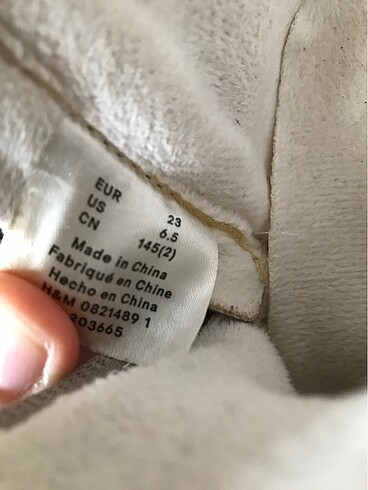 EUR 23
US 6.5
CN 145(2)
Made in China
Fabriqué en Chine
Hecho en China
H&M 0821489 1